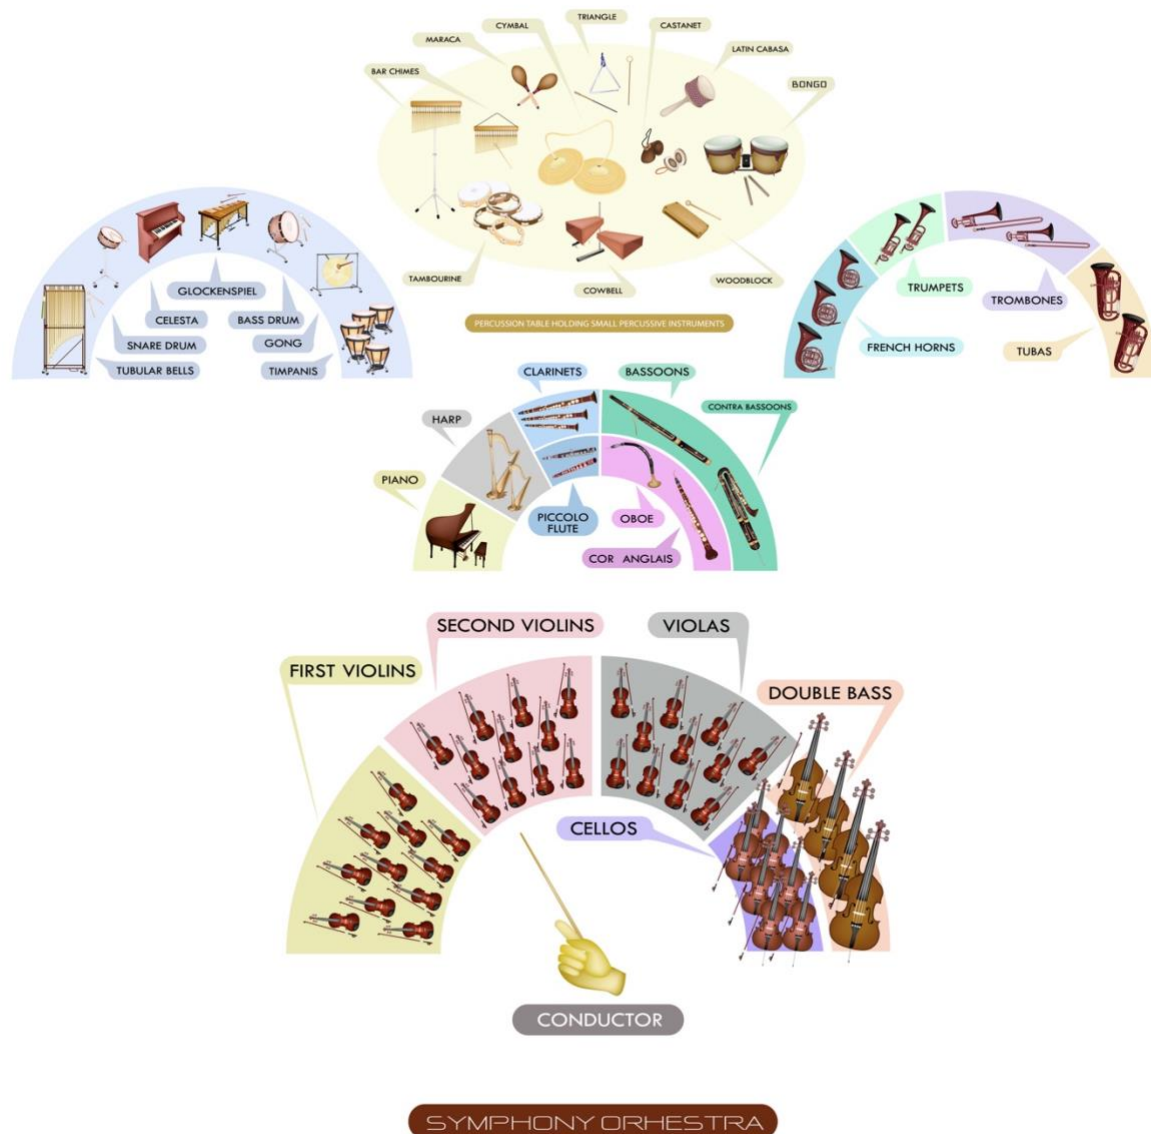 TRIANGLE
CYMBAL
CASTANET
MARACA
LATIN CABASA
BAR CHIMES
BONGO
TAMBOURINE
COWBELL
WOODBLOCK
PERCUSSION TABLE HOLDING SMALL PERCUSSIVE INSTRUMENTS
GLOCKENSPIEL
CELESTA
BASS DRUM
SNARE DRUM
GONG
TUBULAR BELLS
TIMPANIS
TRUMPETS
TROMBONES
FRENCH HORNS
TUBAS
CLARINETS
BASSOONS
HARP
CONTRA BASSOONS
PIANO
PICCOLO
FLUTE
OBOE
COR ANGLAIS
SECOND VIOLINS
VIOLAS
FIRST VIOLINS
DOUBLE BASS
CELLOS
CONDUCTOR
SYMPHONY ORHESTRA